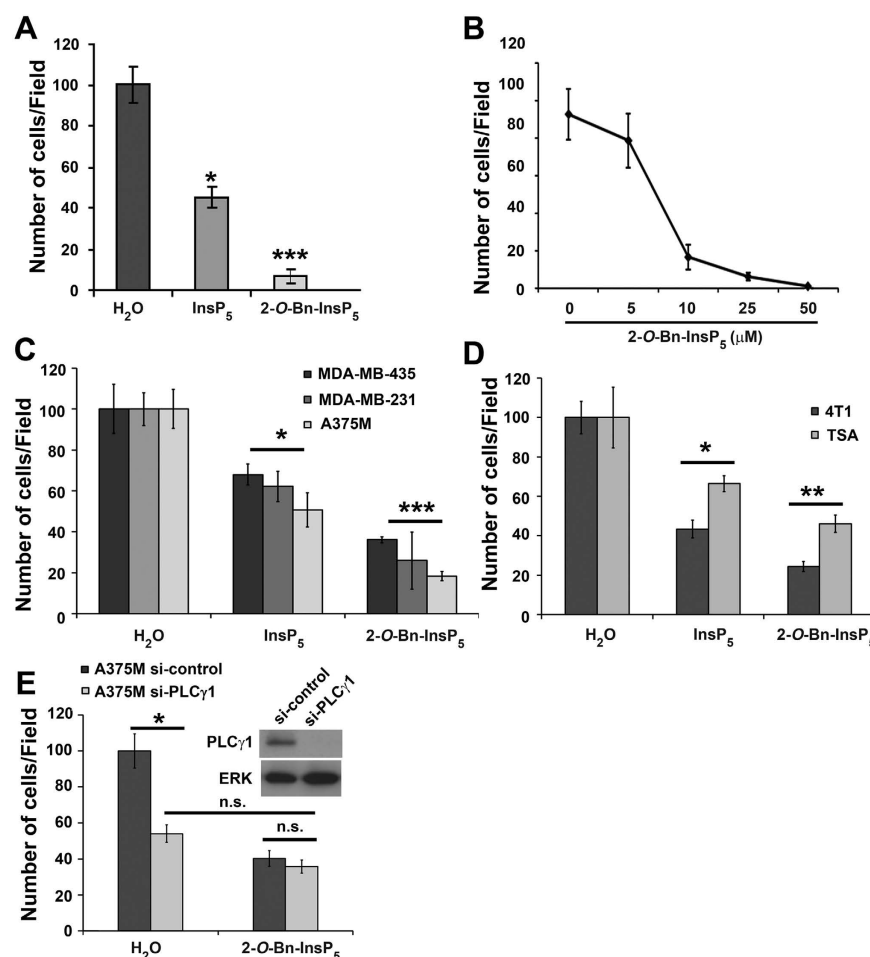 A
Number of cells/Field
120
100
80
60
40
20
0
*
***
H₂O
InsP₅
2-O-Bn-InsP₅
B
Number of cells/Field
120
100
80
60
40
20
0
0
5
10
25
50
2-O-Bn-InsP₅ (μM)
C
Number of cells/Field
120
100
80
60
40
20
0
MDA-MB-435
MDA-MB-231
A375M
*
***
H₂O
InsP₅
2-O-Bn-InsP₅
D
Number of cells/Field
120
100
80
60
40
20
0
4T1
TSA
*
**
H₂O
InsP₅
2-O-Bn-InsP₅
E
A375M si-control
A375M si-PLCγ1
Number of cells/Field
120
100
80
60
40
20
0
*
si-control
si-PLCγ1
PLCγ1
ERK
n.s.
n.s.
H₂O
2-O-Bn-InsP₅